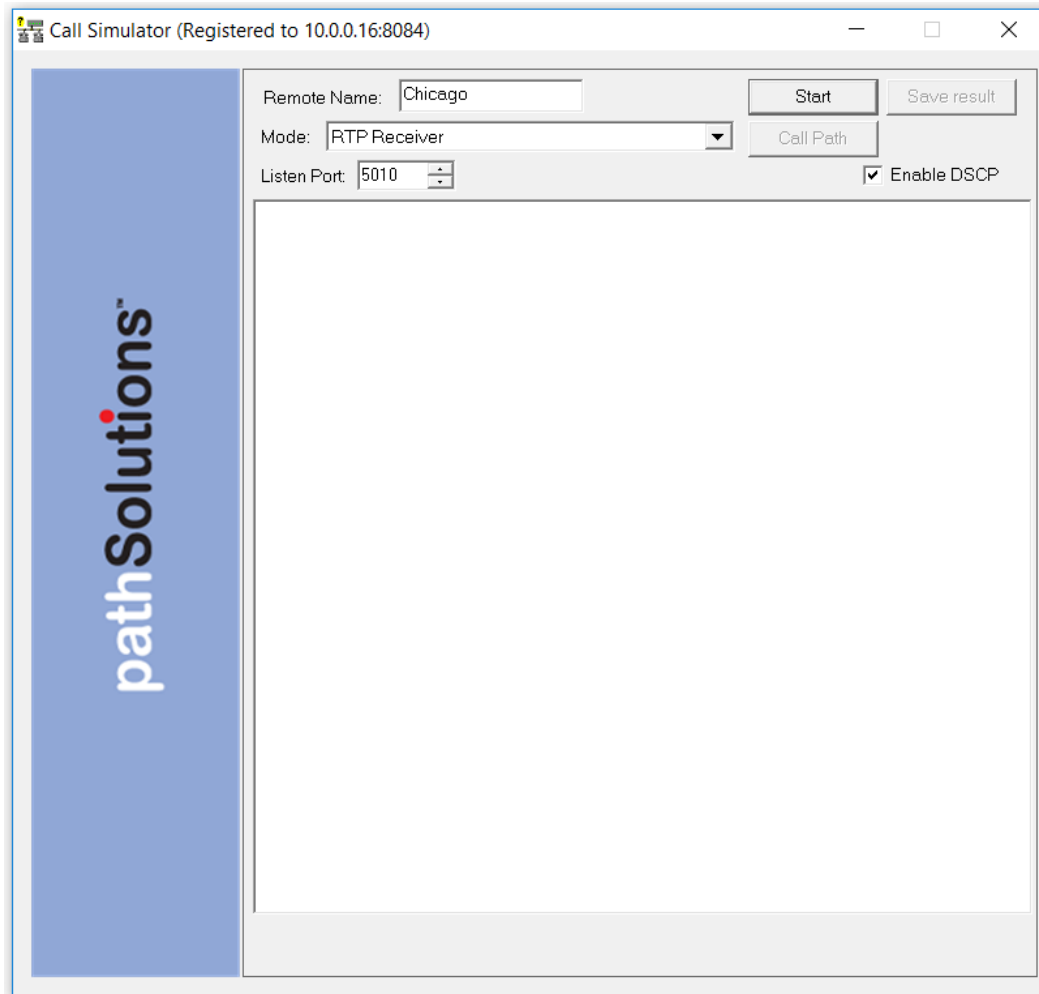 Call Simulator (Registered to 10.0.0.16:8084)
Remote Name: Chicago Start Save result
Mode: RTP Receiver Call Path
Listen Port: 5010 Enable DSCP
pathSolutions™